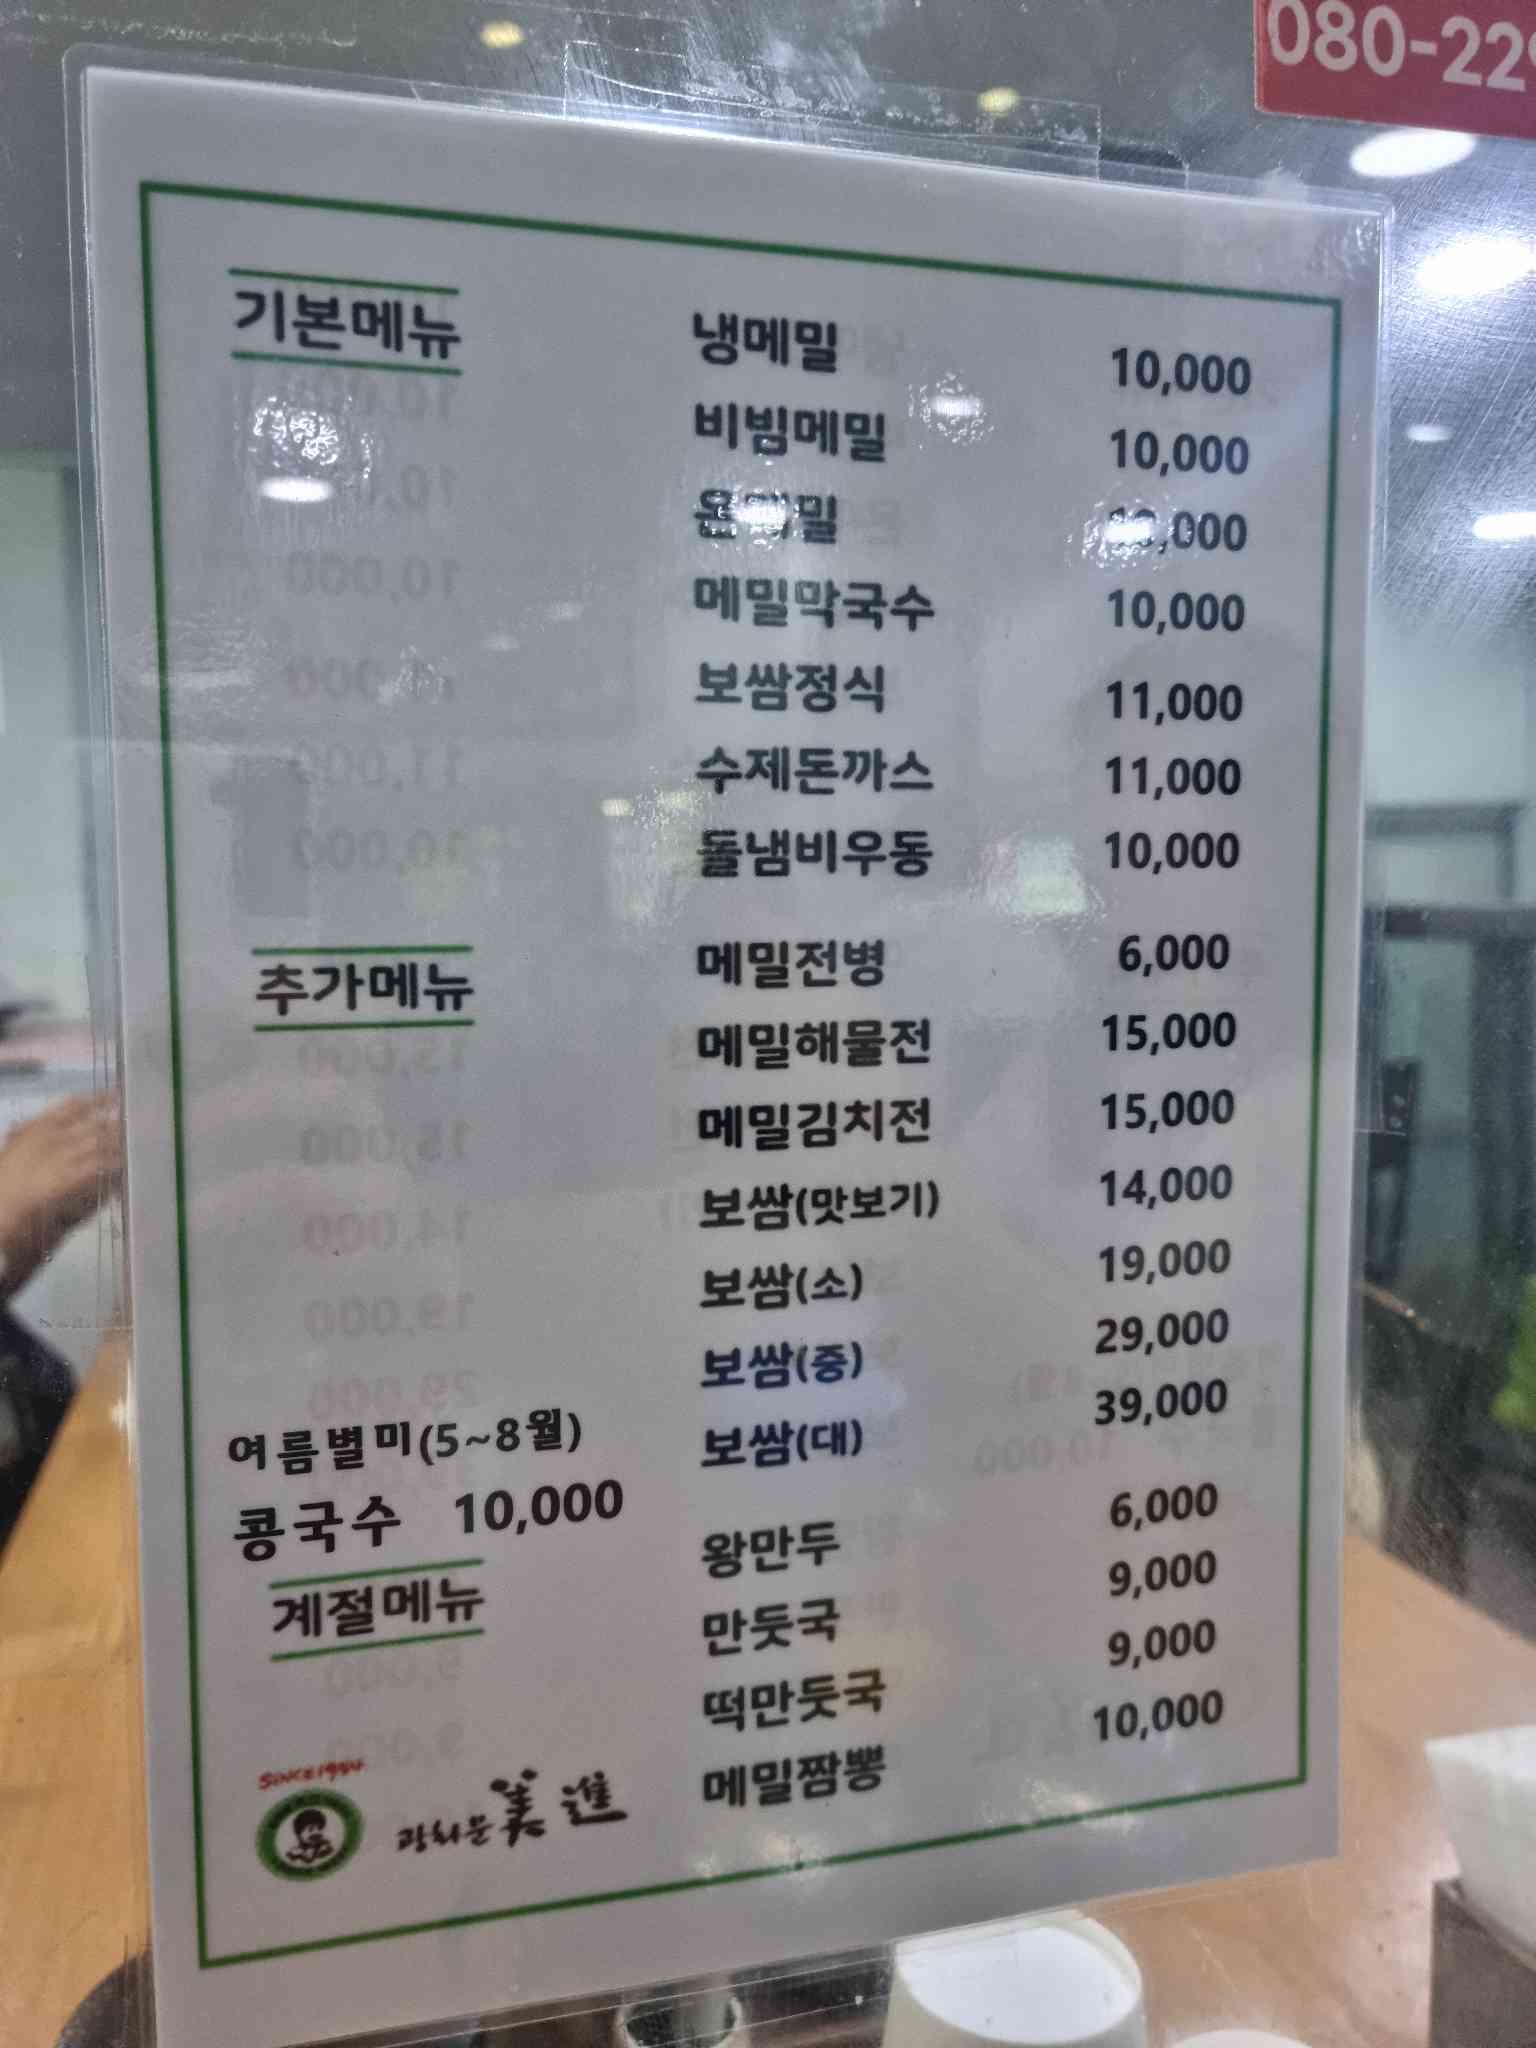 080-229
기본메뉴
냉메밀 10,000
비빔메밀 10,000
온메밀 10,000
메밀막국수 10,000
보쌈정식 11,000
수제돈까스 11,000
돌냄비우동 10,000
추가메뉴
메밀전병 6,000
메밀해물전 15,000
메밀김치전 15,000
보쌈(맛보기) 14,000
보쌈(소) 19,000
보쌈(중) 29,000
보쌈(대) 39,000
여름별미(5~8월)
콩국수 10,000
계절메뉴
왕만두 6,000
만둣국 9,000
떡만둣국 9,000
메밀짬뽕 10,000
SINCE1954
광화문 美進